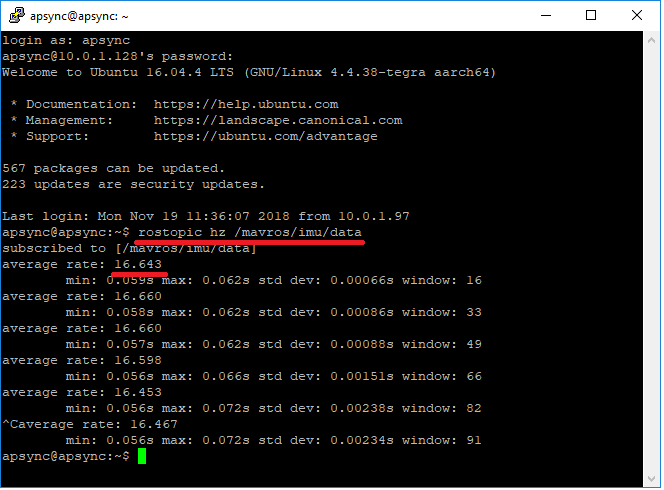 apsync@apsync: ~
login as: apsync
apsync@10.0.1.128's password:
Welcome to Ubuntu 16.04.4 LTS (GNU/Linux 4.4.38-tegra aarch64)
* Documentation:  https://help.ubuntu.com
* Management:     https://landscape.canonical.com
* Support:        https://ubuntu.com/advantage
567 packages can be updated.
223 updates are security updates.
Last login: Mon Nov 19 11:36:07 2018 from 10.0.1.97
apsync@apsync:~$ rostopic hz /mavros/imu/data
subscribed to [/mavros/imu/data]
average rate: 16.643
min: 0.059s max: 0.062s std dev: 0.00066s window: 16
average rate: 16.660
min: 0.058s max: 0.062s std dev: 0.00086s window: 33
average rate: 16.660
min: 0.057s max: 0.062s std dev: 0.00088s window: 49
average rate: 16.598
min: 0.056s max: 0.066s std dev: 0.00151s window: 66
average rate: 16.453
min: 0.056s max: 0.072s std dev: 0.00238s window: 82
^Caverage rate: 16.467
min: 0.056s max: 0.072s std dev: 0.00234s window: 91
apsync@apsync:~$